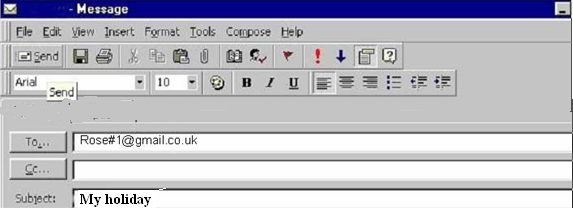 - Message
File Edit View Insert Format Tools Compose Help
Send
Arial 10 B I U
Send
To... Rose#1@gmail.co.uk
Cc...
Subject: My holiday